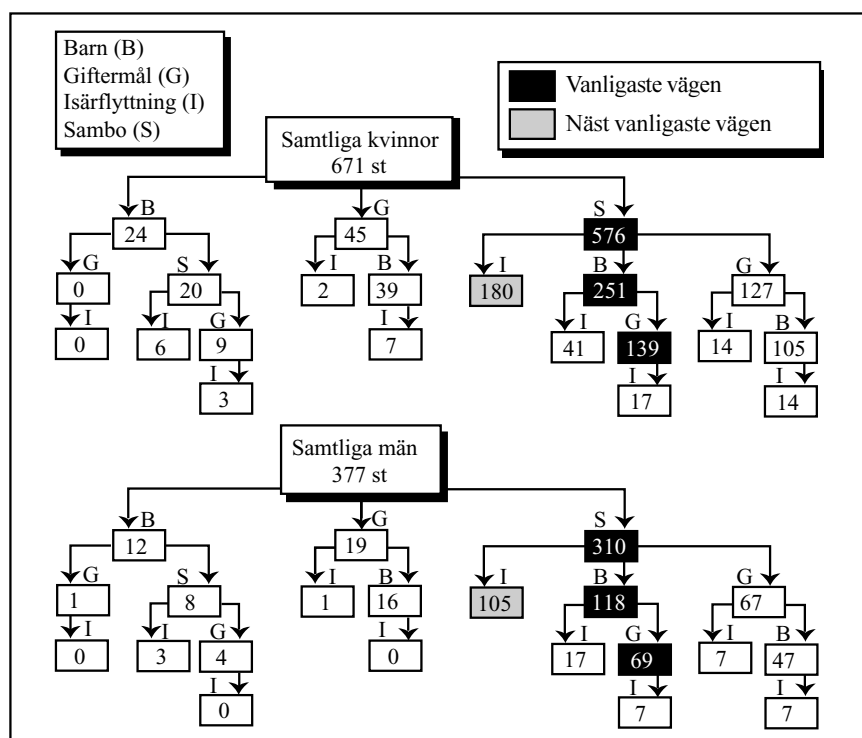 Barn (B)
Giftermål (G)
Isärflyttning (I)
Sambo (S)
Vanligaste vägen
Näst vanligaste vägen
Samtliga kvinnor
671 st
B G S
24 45 576
G S I B I B G
0 20 2 39 180 251 127
I I G I I G I B
0 6 9 7 41 139 14 105
I I I
3 17 14
Samtliga män
377 st
B G S
12 19 310
G S I B I B G
1 8 1 16 105 118 67
I I G I I G I B
0 3 4 0 17 69 7 47
I I I
0 7 7